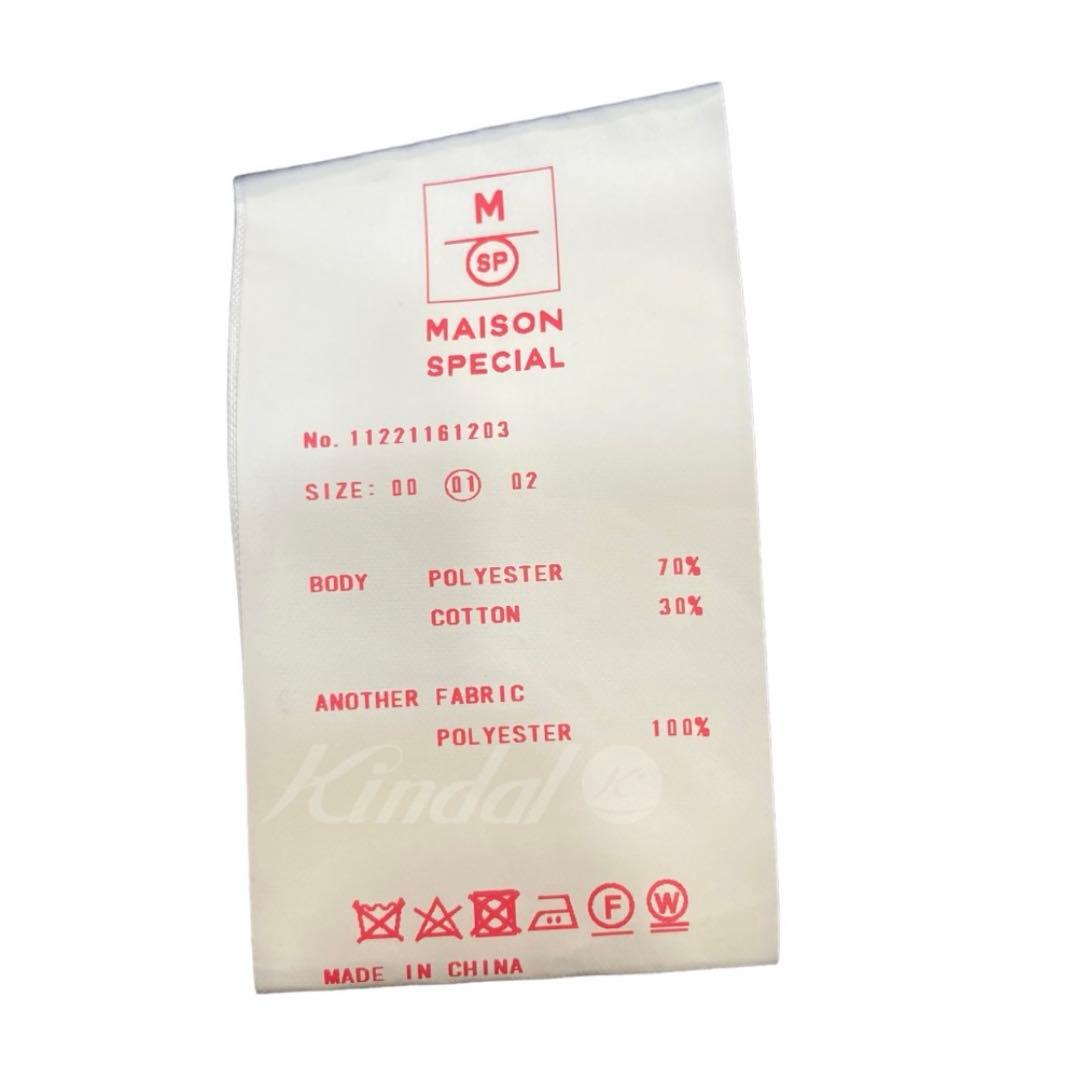 M
SP
MAISON
SPECIAL
No. 11221161203
SIZE: 00 01 02
BODY POLYESTER 70%
COTTON 30%
ANOTHER FABRIC
POLYESTER 100%
Kindal K
F W
MADE IN CHINA